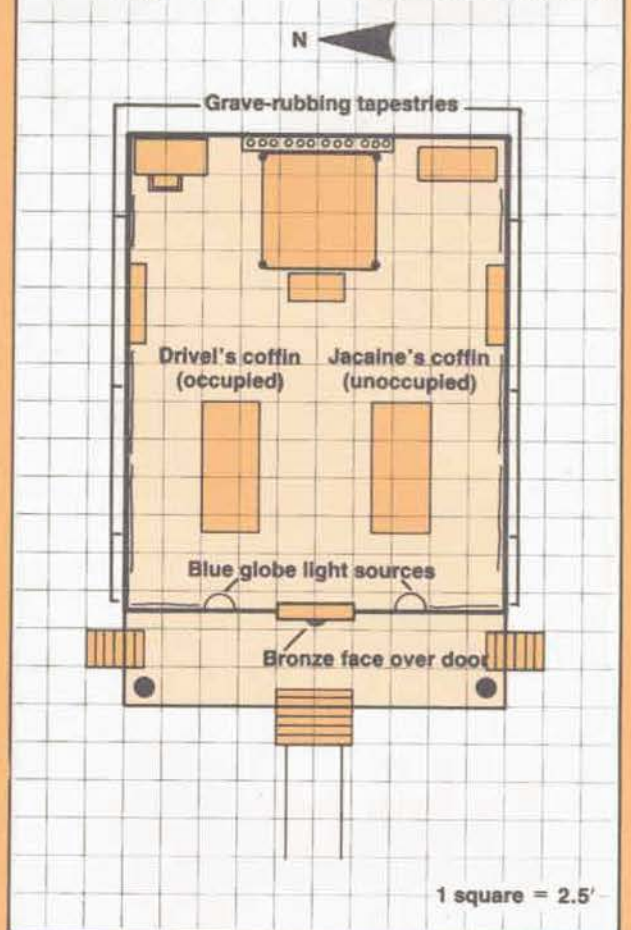 N
Grave-rubbing tapestries
Drivel's coffin
(occupied)
Jacaine's coffin
(unoccupied)
Blue globe light sources
Bronze face over door
1 square = 2.5′